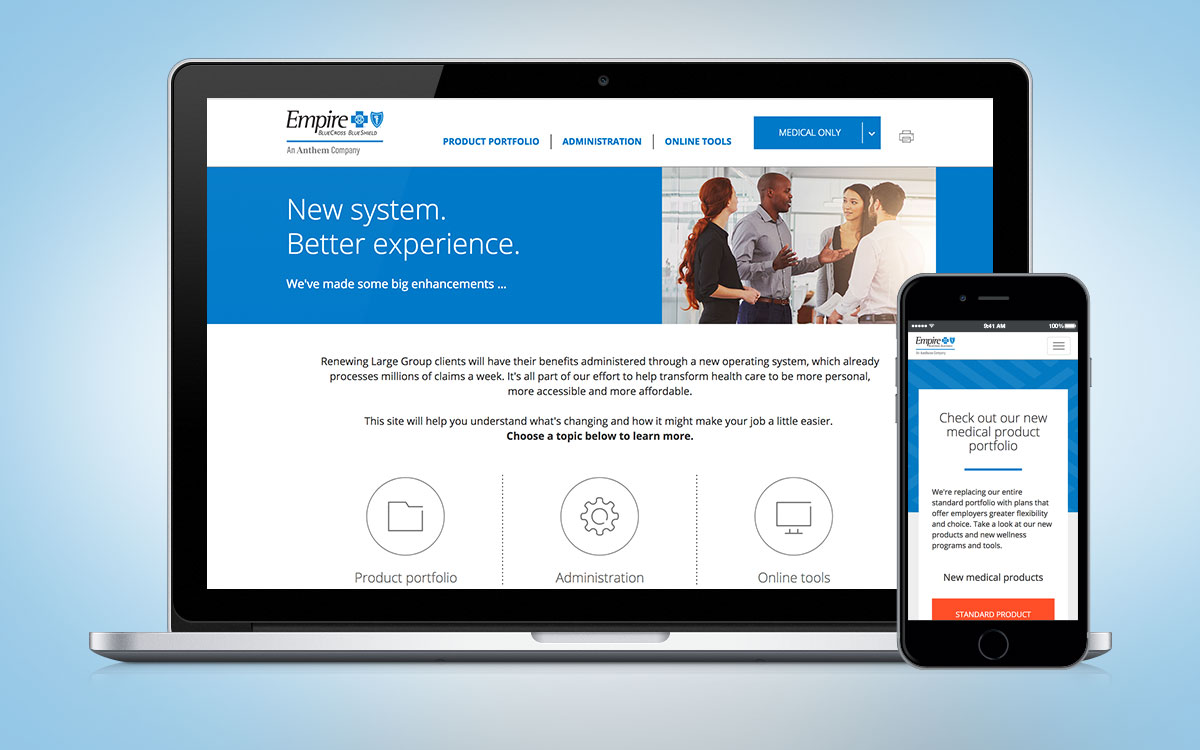 Empire
BLUECROSS BLUESHIELD
An Anthem Company
PRODUCT PORTFOLIO
ADMINISTRATION
ONLINE TOOLS
MEDICAL ONLY
New system.
Better experience.
We've made some big enhancements ...
Renewing Large Group clients will have their benefits administered through a new operating system, which already
processes millions of claims a week. It's all part of our effort to help transform health care to be more personal,
more accessible and more affordable.
This site will help you understand what's changing and how it might make your job a little easier.
Choose a topic below to learn more.
Product portfolio
Administration
Online tools
9:41 AM
100%
Empire
An Anthem Company
Check out our new
medical product
portfolio
We're replacing our entire
standard portfolio with plans that
offer employers greater flexibility
and choice. Take a look at our new
products and new wellness
programs and tools.
New medical products
STANDARD PRODUCT